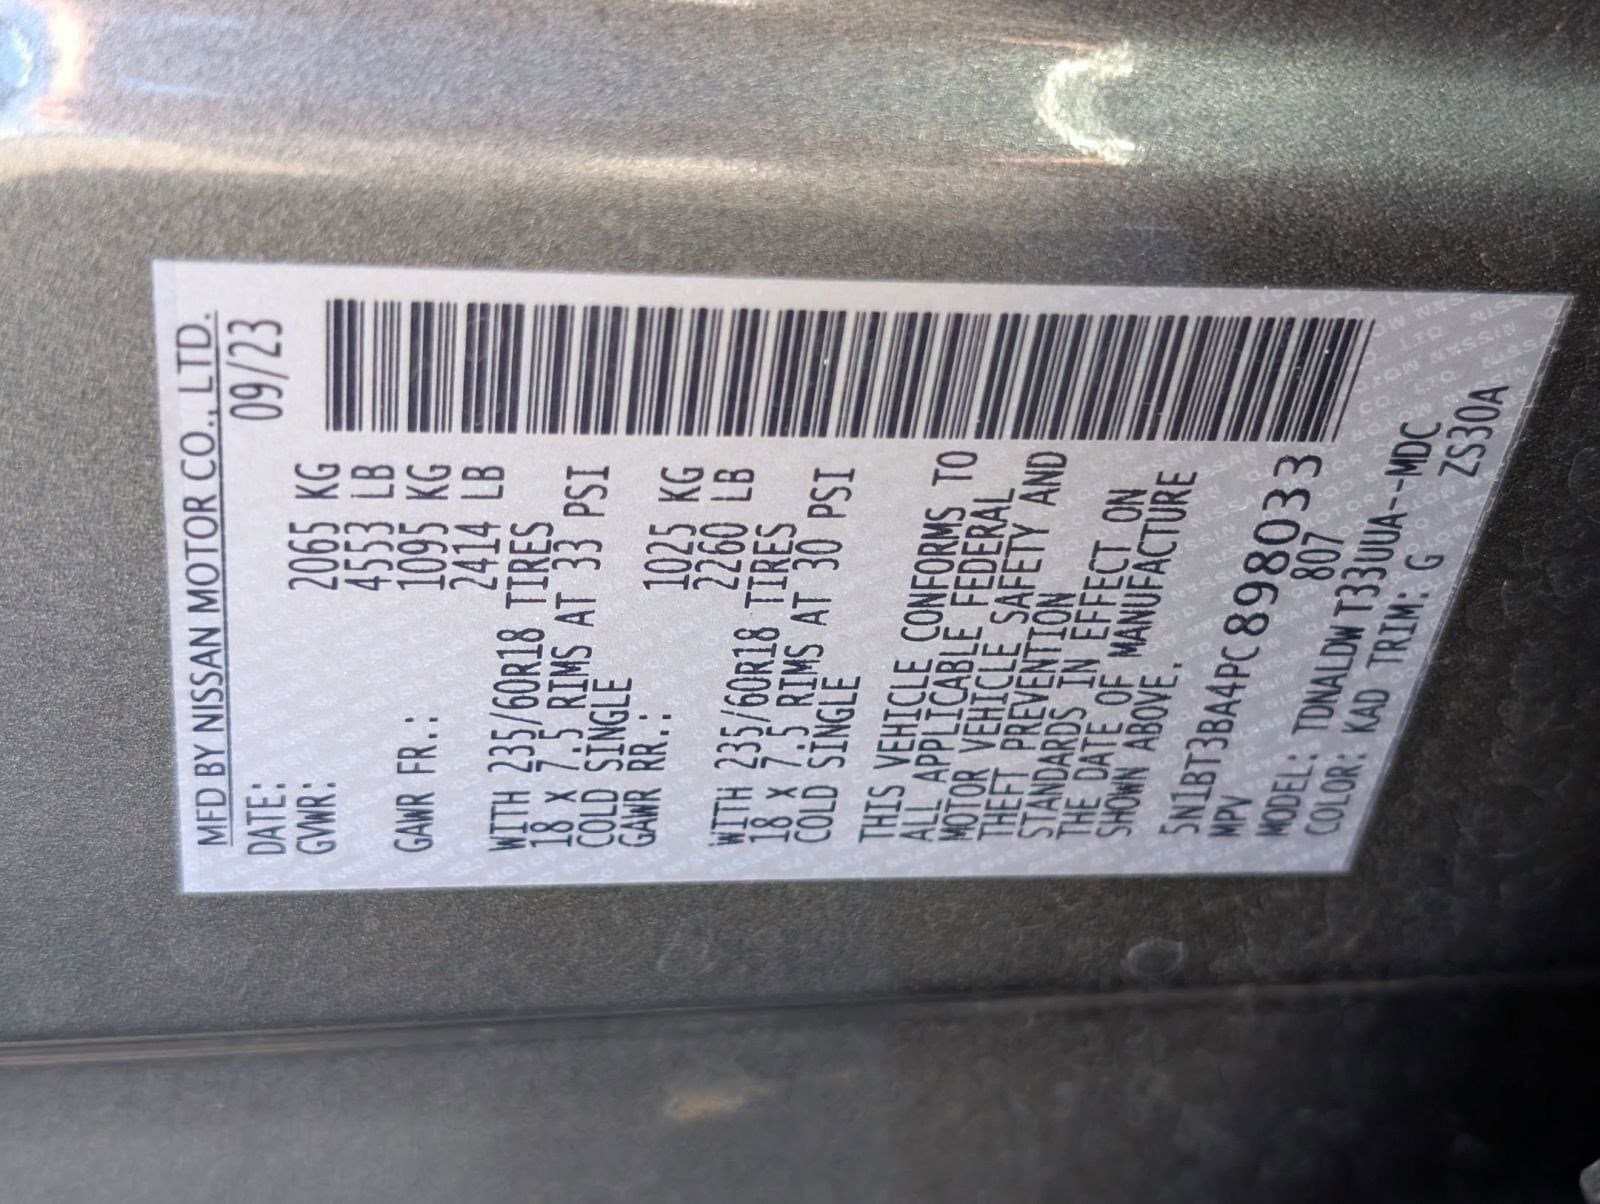 MFD BY NISSAN MOTOR CO., LTD.
DATE: 09/23
GVWR: 2065 KG
4553 LB
GAWR FR.: 1095 KG
2414 LB
WITH 235/60R18 TIRES
18 X 7.5 RIMS AT 33 PSI
COLD SINGLE
GAWR RR.: 1025 KG
2260 LB
WITH 235/60R18 TIRES
18 X 7.5 RIMS AT 30 PSI
COLD SINGLE
THIS VEHICLE CONFORMS TO
ALL APPLICABLE FEDERAL
MOTOR VEHICLE SAFETY AND
THEFT PREVENTION
STANDARDS IN EFFECT ON
THE DATE OF MANUFACTURE
SHOWN ABOVE.
5N1BT3BA4PC898033
MPV 807
MODEL: TDNALDW T33UUA--MDC
COLOR: KAD TRIM: G ZS30A